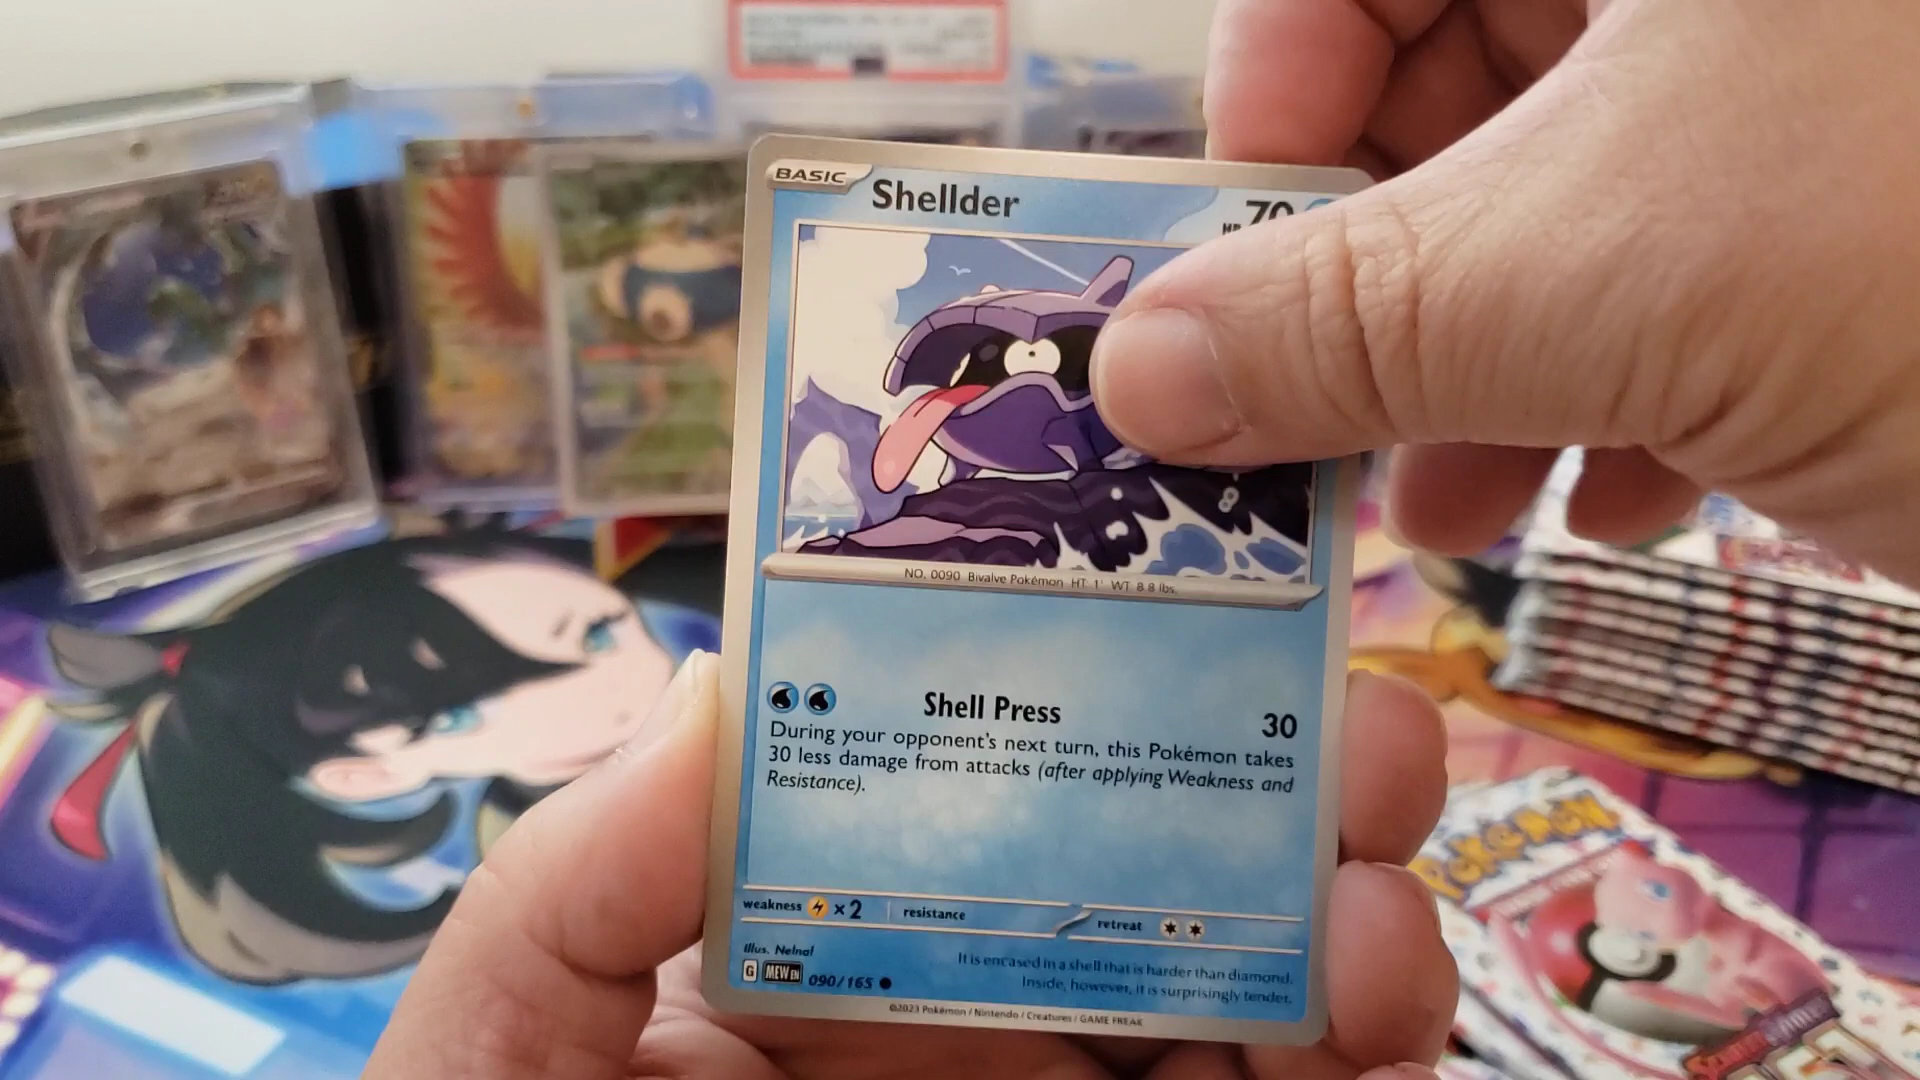 BASIC
Shellder
HP 70
NO. 0090 Bivalve Pokémon HT: 1' WT: 8.8 lbs.
Shell Press
30
During your opponent's next turn, this Pokémon takes
30 less damage from attacks (after applying Weakness and
Resistance).
weakness x2 resistance
retreat
Illus. Nelnal
G MEW EN 090/165
It is encased in a shell that is harder than diamond.
Inside, however, it is surprisingly tender.
©2023 Pokémon / Nintendo / Creatures / GAME FREAK
POKéMON
151